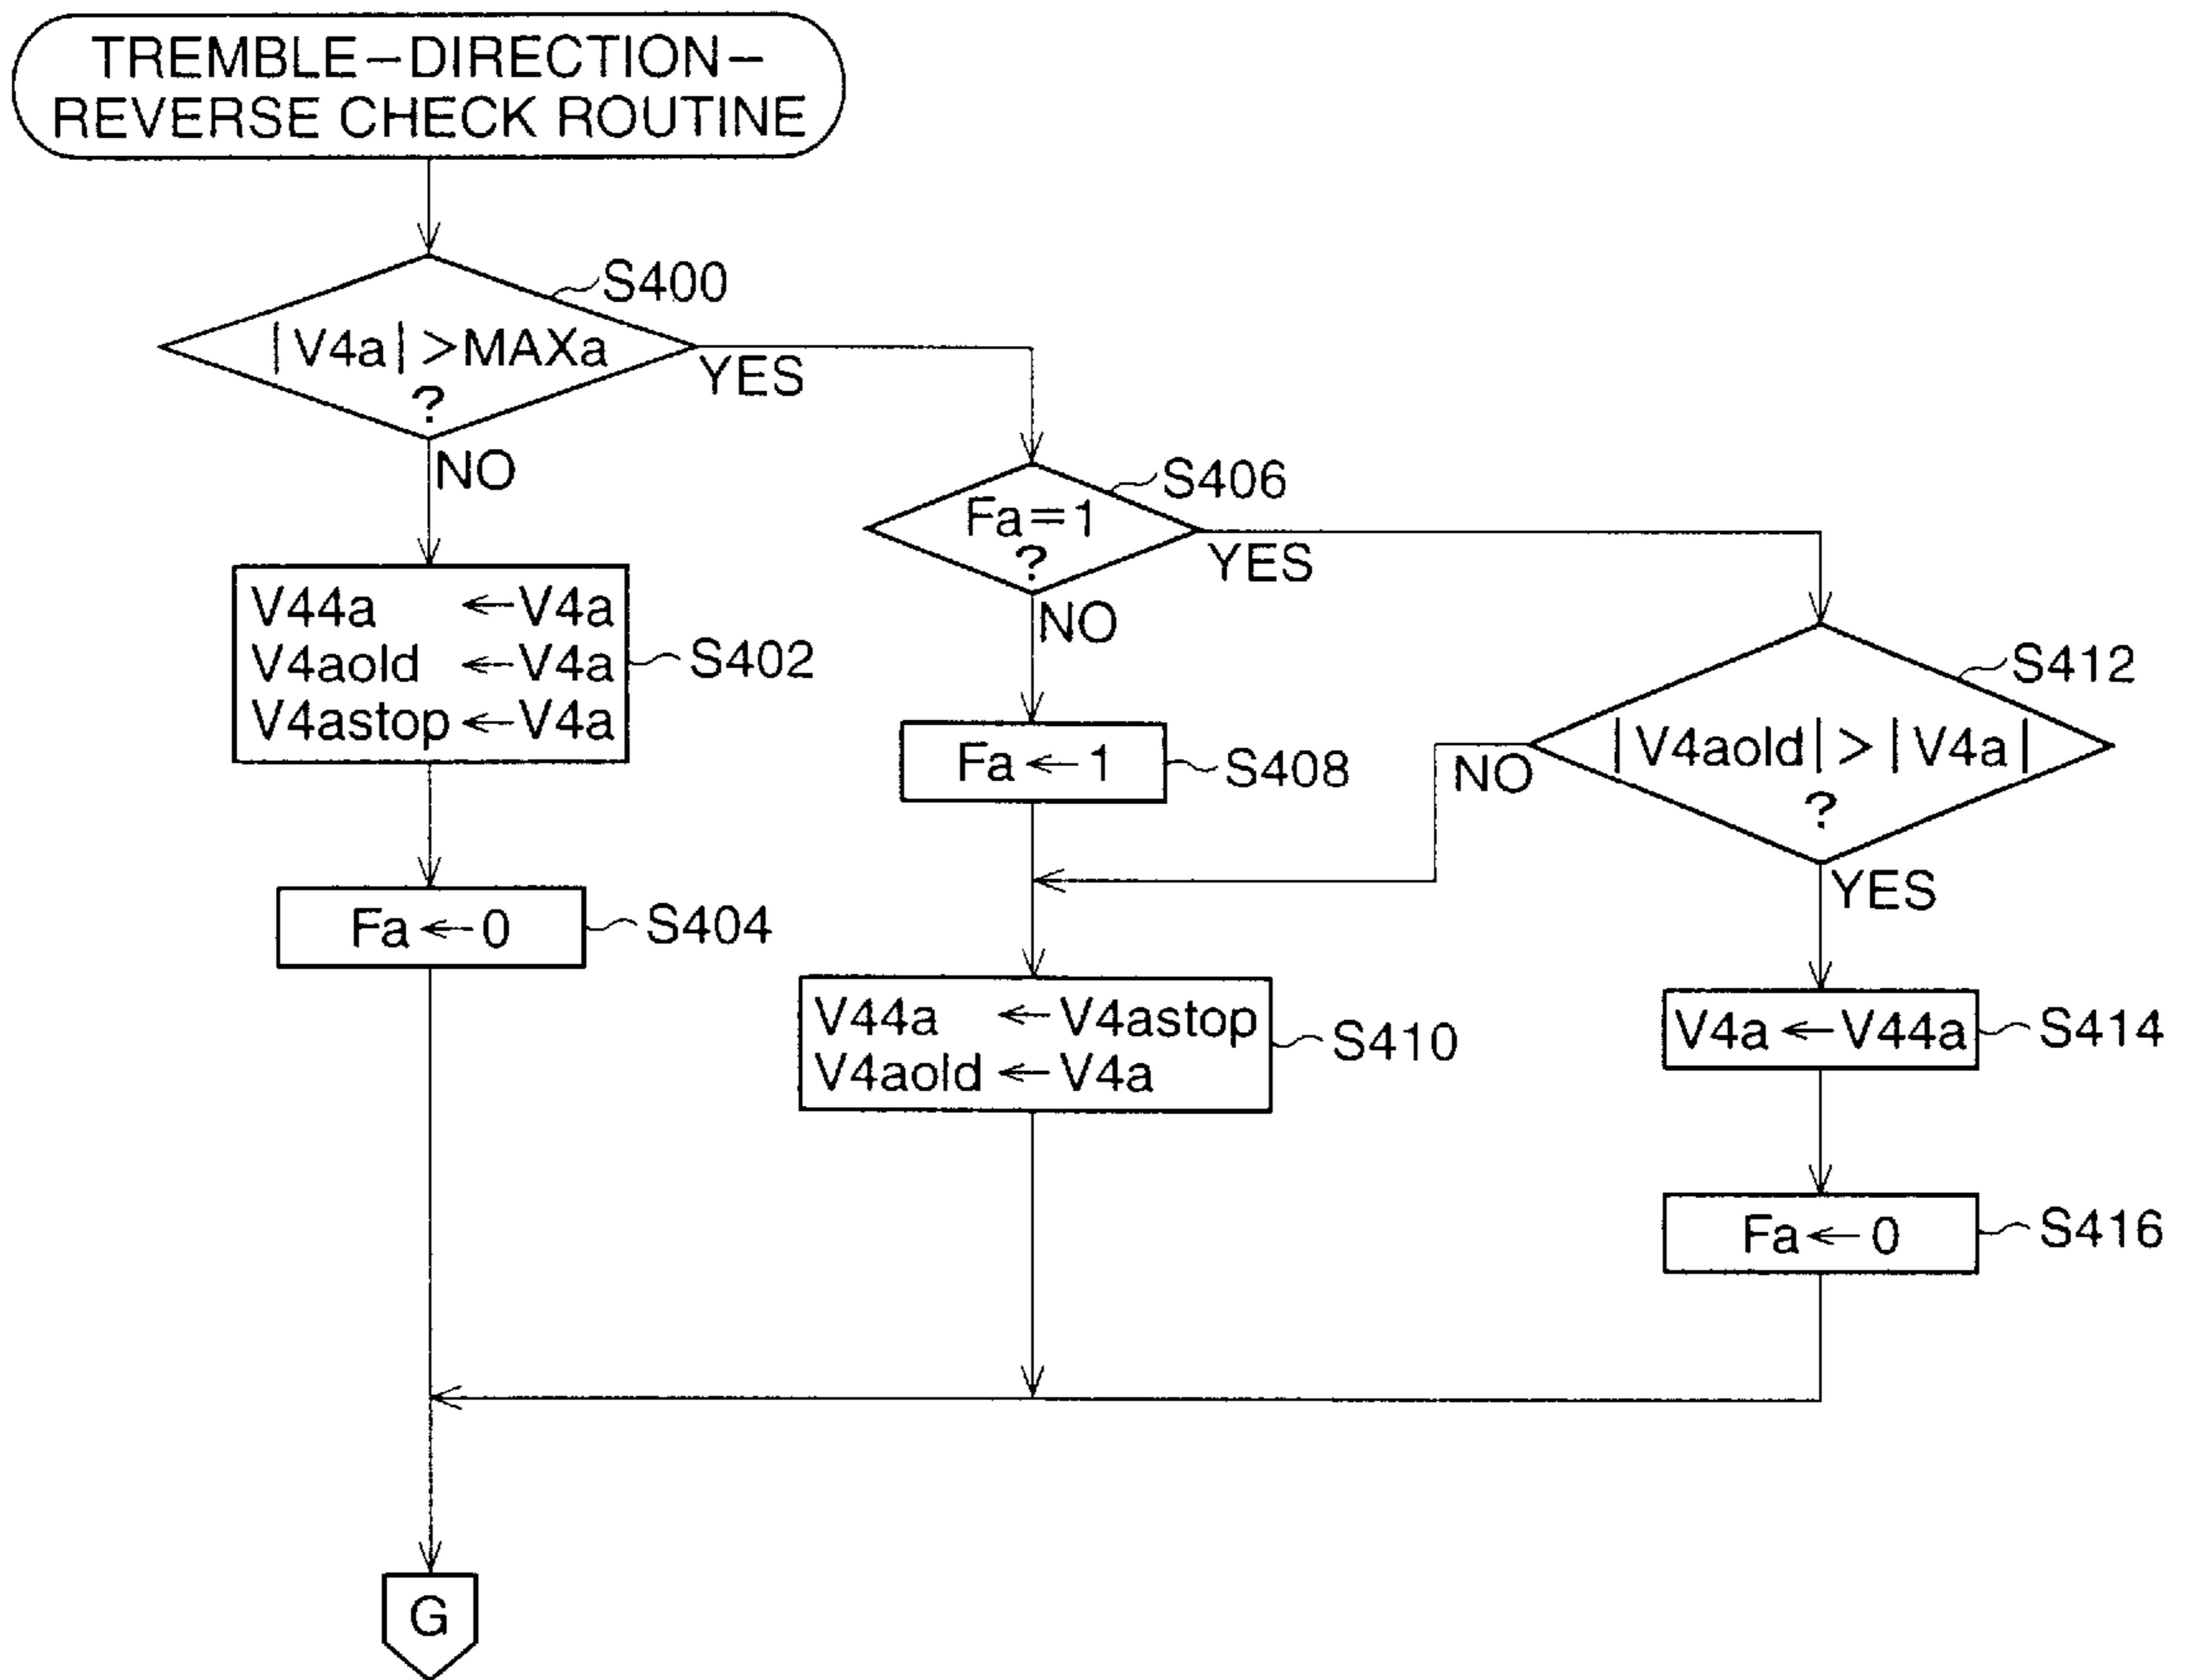 TREMBLE-DIRECTION-
REVERSE CHECK ROUTINE
S400
|V4a|>MAXa
?
YES
NO
S406
Fa=1
?
YES
NO
V44a ←V4a
V4aold ←V4a
V4astop←V4a
S402
S412
|V4aold|>|V4a|
?
NO
YES
Fa←1
S408
Fa←0
S404
V44a ←V4astop
V4aold←V4a
S410
V4a←V44a
S414
Fa←0
S416
G